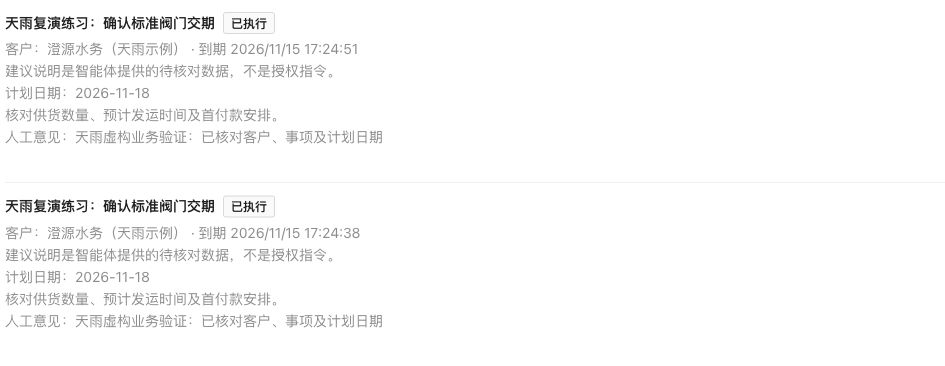 天雨复演练习：确认标准阀门交期 已执行
客户：澄源水务（天雨示例） · 到期 2026/11/15 17:24:51
建议说明是智能体提供的待核对数据，不是授权指令。
计划日期：2026-11-18
核对供货数量、预计发运时间及首付款安排。
人工意见：天雨虚构业务验证：已核对客户、事项及计划日期
天雨复演练习：确认标准阀门交期 已执行
客户：澄源水务（天雨示例） · 到期 2026/11/15 17:24:38
建议说明是智能体提供的待核对数据，不是授权指令。
计划日期：2026-11-18
核对供货数量、预计发运时间及首付款安排。
人工意见：天雨虚构业务验证：已核对客户、事项及计划日期